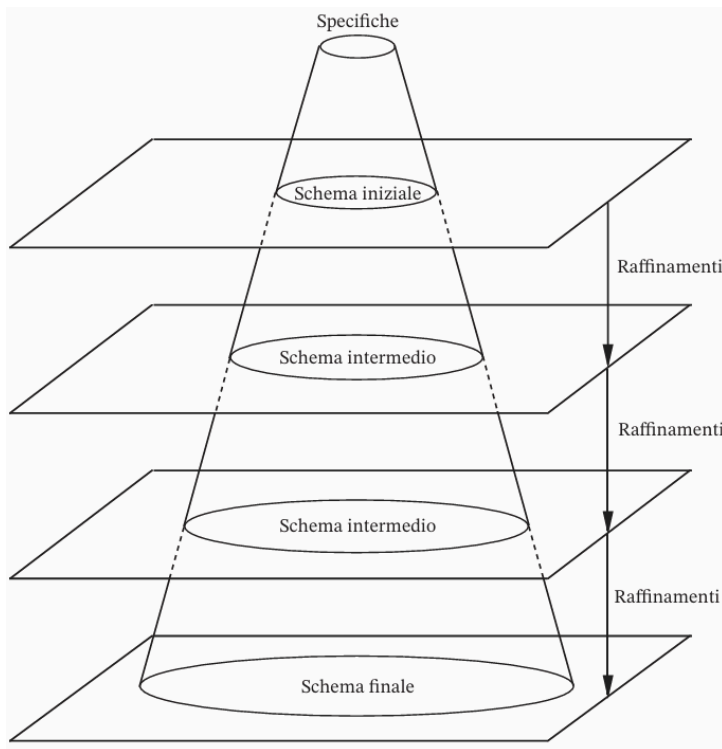 Specifiche
Schema iniziale
Raffinamenti
Schema intermedio
Raffinamenti
Schema intermedio
Raffinamenti
Schema finale